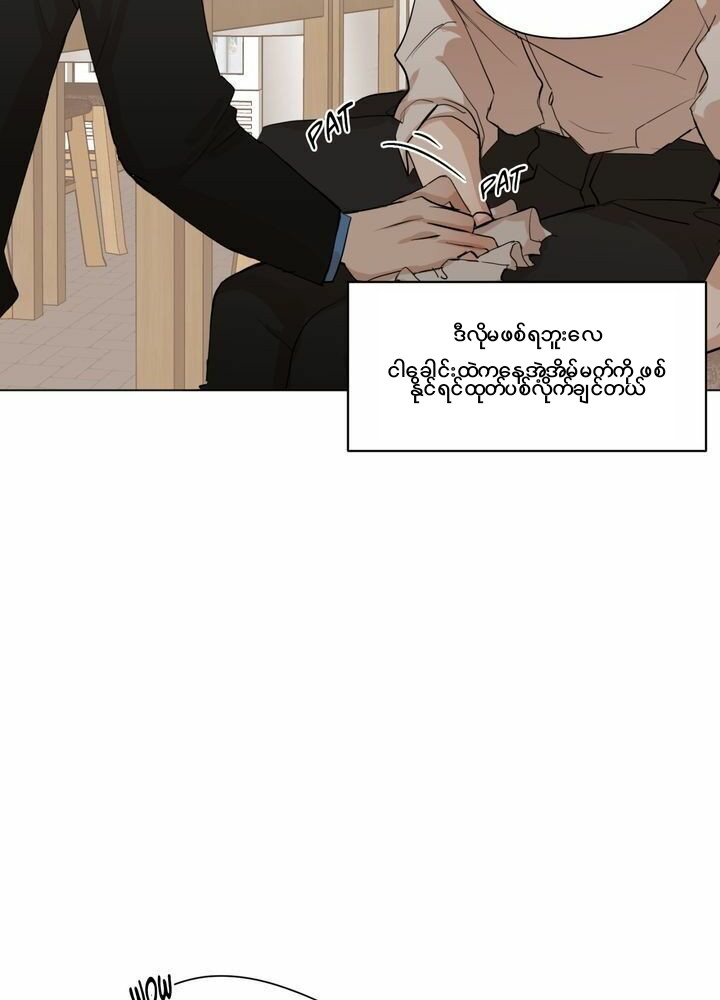 PAT
PAT
ဒီလိုမဖစ်ရဘူးလေ
ငါခေါင်းထဲကနေအဲ့အိမ်မက်ကို ဖစ်
နိုင်ရင်ထုတ်ပစ်လိုက်ချင်တယ်
WOW